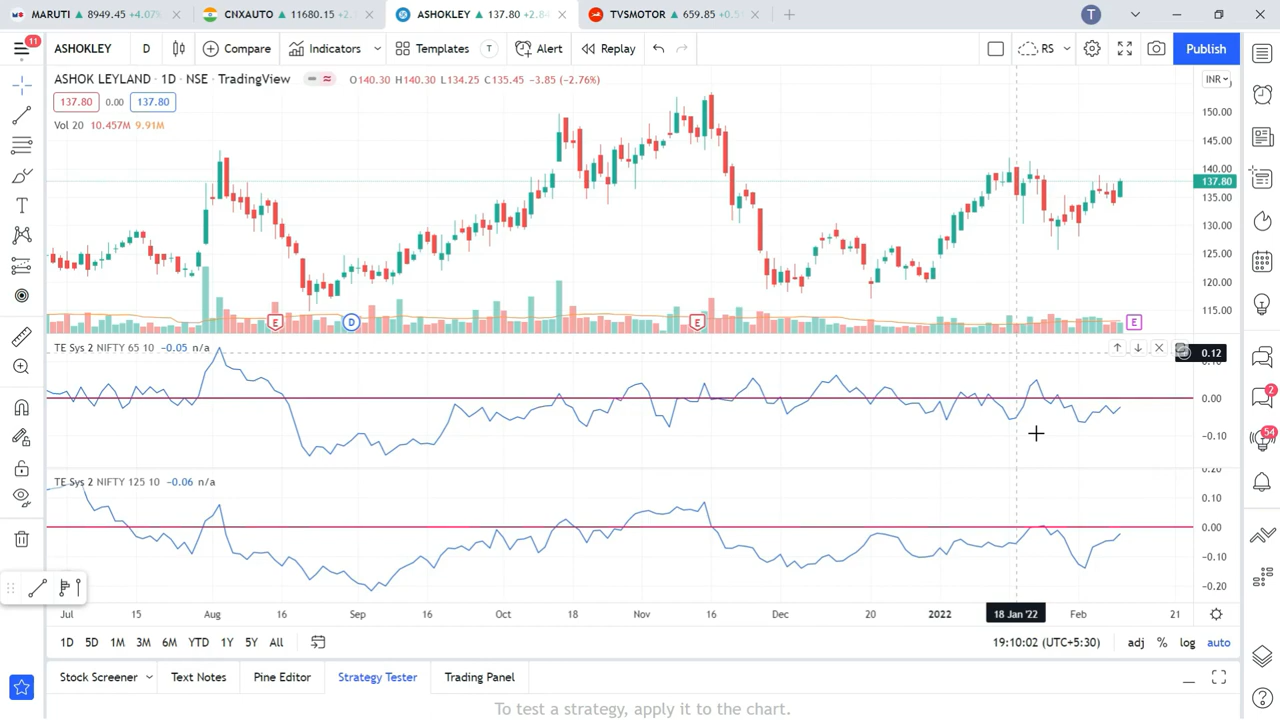 MARUTI ▲ 8949.45 +4.07%
CNXAUTO ▲ 11680.15 +2.
ASHOKLEY ▲ 137.80 +2.8
TVSMOTOR ▲ 659.85 +0.5
T
11
ASHOKLEY D Compare Indicators Templates T Alert Replay RS Publish
ASHOK LEYLAND · 1D · NSE · TradingView O140.30 H140.30 L134.25 C135.45 -3.85 (-2.76%)
INR
137.80 0.00 137.80
Vol 20 10.457M 9.91M
150.00
145.00
140.00
137.80
135.00
130.00
125.00
120.00
115.00
E D E E
TE Sys 2 NIFTY 65 10 -0.05 n/a
0.12
0.00
-0.10
TE Sys 2 NIFTY 125 10 -0.06 n/a
0.20
0.10
0.00
-0.10
-0.20
2
54
Jul 15 Aug 16 Sep 16 Oct 18 Nov 16 Dec 20 2022 18 Jan '22 Feb 21
1D 5D 1M 3M 6M YTD 1Y 5Y All 19:10:02 (UTC+5:30) adj % log auto
Stock Screener Text Notes Pine Editor Strategy Tester Trading Panel
To test a strategy, apply it to the chart.